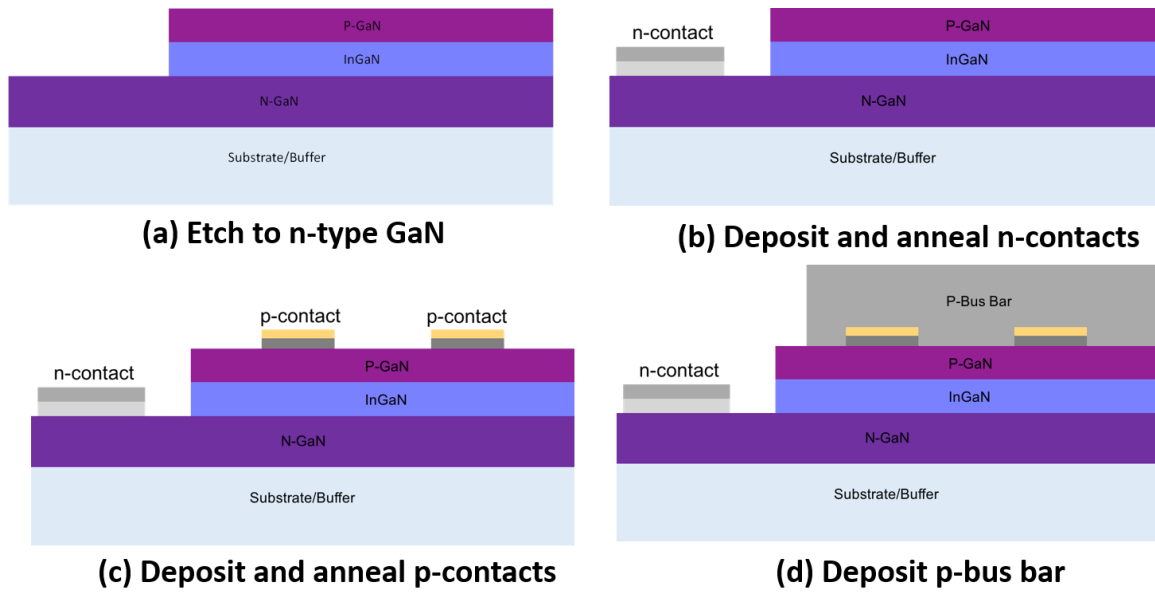 P-GaN
InGaN
N-GaN
Substrate/Buffer
(a) Etch to n-type GaN
n-contact
P-GaN
InGaN
N-GaN
Substrate/Buffer
(b) Deposit and anneal n-contacts
p-contact p-contact
n-contact
P-GaN
InGaN
N-GaN
Substrate/Buffer
(c) Deposit and anneal p-contacts
P-Bus Bar
n-contact
P-GaN
InGaN
N-GaN
Substrate/Buffer
(d) Deposit p-bus bar